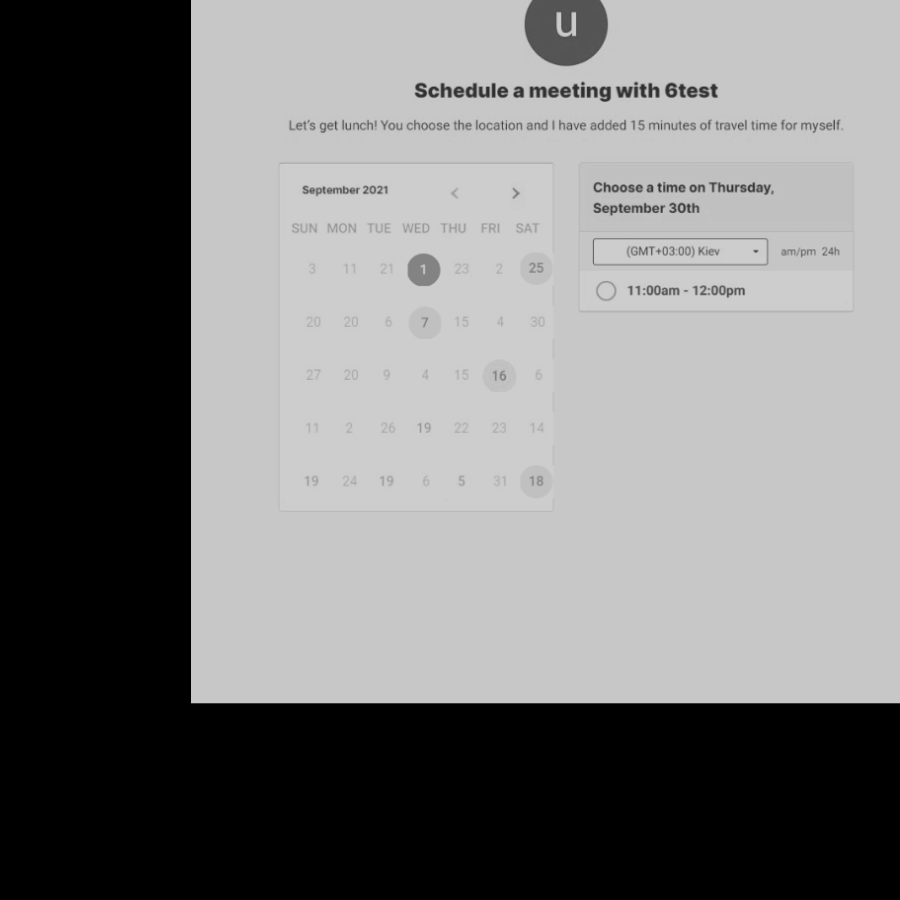 u
Schedule a meeting with 6test
Let's get lunch! You choose the location and I have added 15 minutes of travel time for myself.
September 2021
SUN MON TUE WED THU FRI SAT
3 11 21 1 23 2 25
20 20 6 7 15 4 30
27 20 9 4 15 16 6
11 2 26 19 22 23 14
19 24 19 6 5 31 18
Choose a time on Thursday,
September 30th
(GMT+03:00) Kiev am/pm 24h
11:00am - 12:00pm